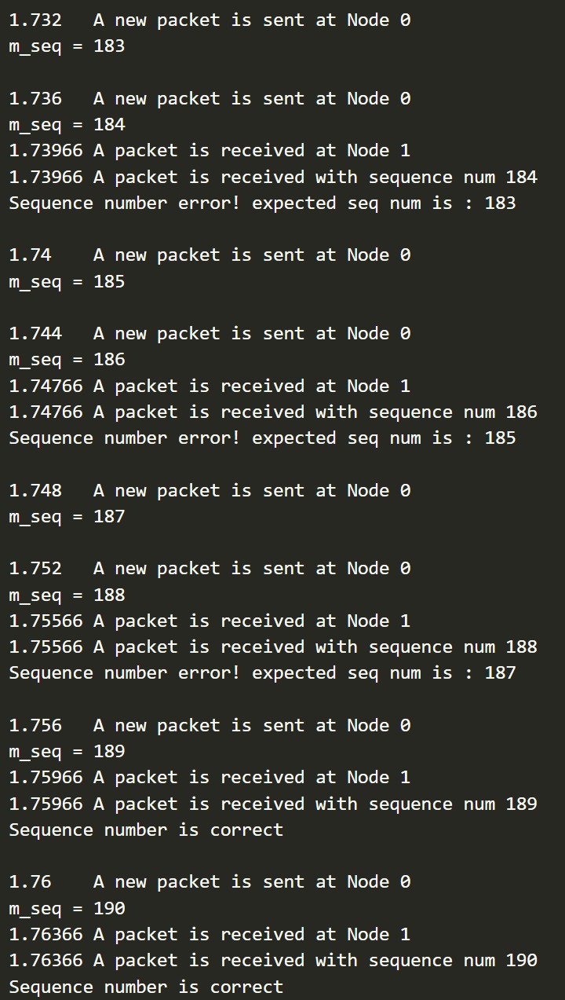 1.732   A new packet is sent at Node 0
m_seq = 183

1.736   A new packet is sent at Node 0
m_seq = 184
1.73966 A packet is received at Node 1
1.73966 A packet is received with sequence num 184
Sequence number error! expected seq num is : 183

1.74    A new packet is sent at Node 0
m_seq = 185

1.744   A new packet is sent at Node 0
m_seq = 186
1.74766 A packet is received at Node 1
1.74766 A packet is received with sequence num 186
Sequence number error! expected seq num is : 185

1.748   A new packet is sent at Node 0
m_seq = 187

1.752   A new packet is sent at Node 0
m_seq = 188
1.75566 A packet is received at Node 1
1.75566 A packet is received with sequence num 188
Sequence number error! expected seq num is : 187

1.756   A new packet is sent at Node 0
m_seq = 189
1.75966 A packet is received at Node 1
1.75966 A packet is received with sequence num 189
Sequence number is correct

1.76    A new packet is sent at Node 0
m_seq = 190
1.76366 A packet is received at Node 1
1.76366 A packet is received with sequence num 190
Sequence number is correct